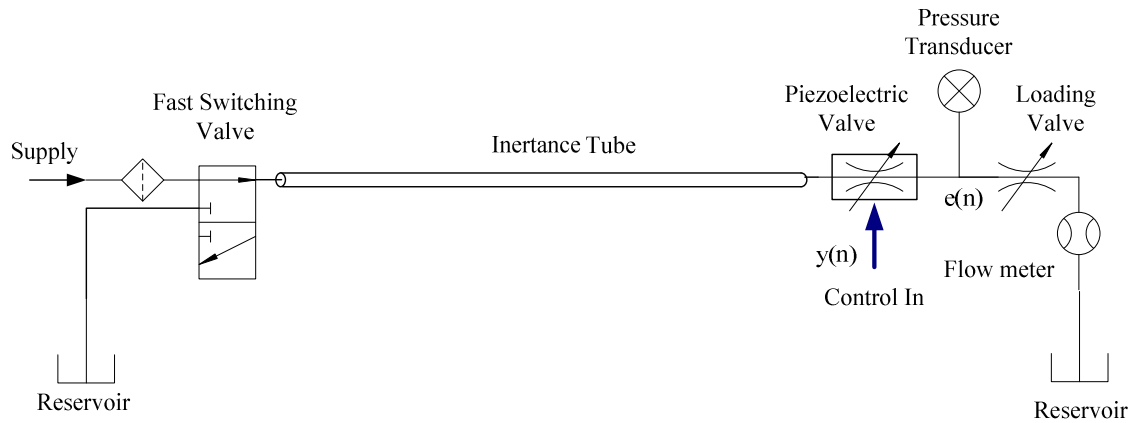 Pressure
Transducer
Fast Switching
Valve
Piezoelectric
Valve
Loading
Valve
Supply
Inertance Tube
e(n)
y(n)
Flow meter
Control In
Reservoir
Reservoir